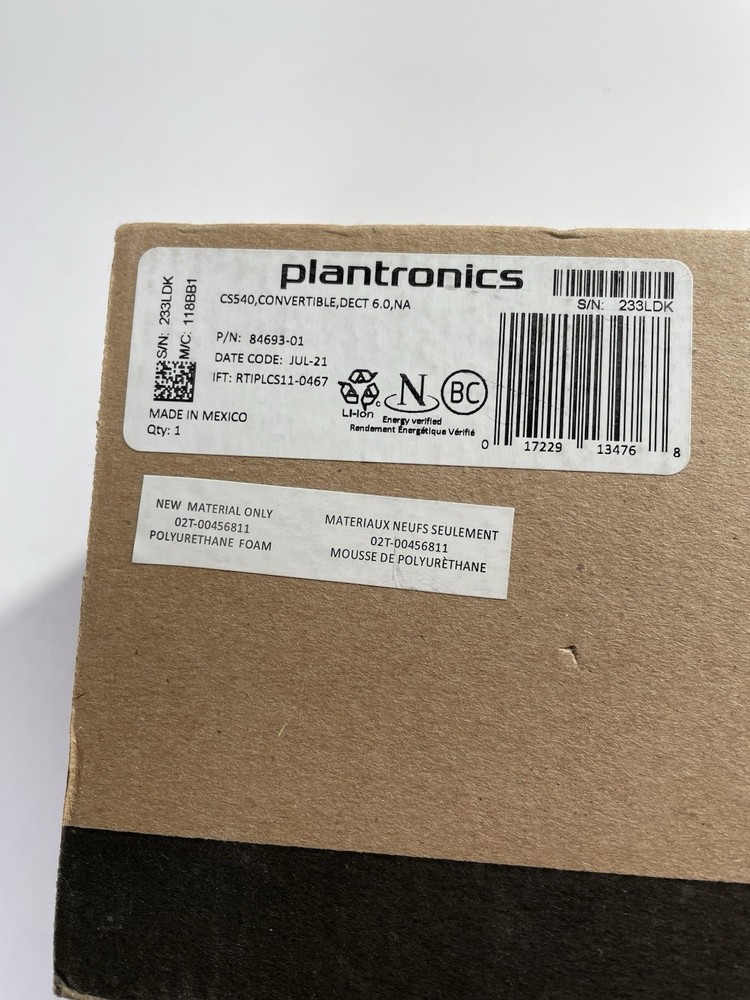 plantronics
CS540,CONVERTIBLE,DECT 6.0,NA
S/N: 233LDK
S/N: 233LDK
M/C: 118BB1
P/N: 84693-01
DATE CODE: JUL-21
IFT: RTIPLCS11-0467
MADE IN MEXICO
Qty: 1
C
Li-Ion
N
Energy verified
Rendement Énergétique Vérifié
BC
0 17229 13476 8
NEW MATERIAL ONLY
02T-00456811
POLYURETHANE FOAM
MATERIAUX NEUFS SEULEMENT
02T-00456811
MOUSSE DE POLYURÈTHANE